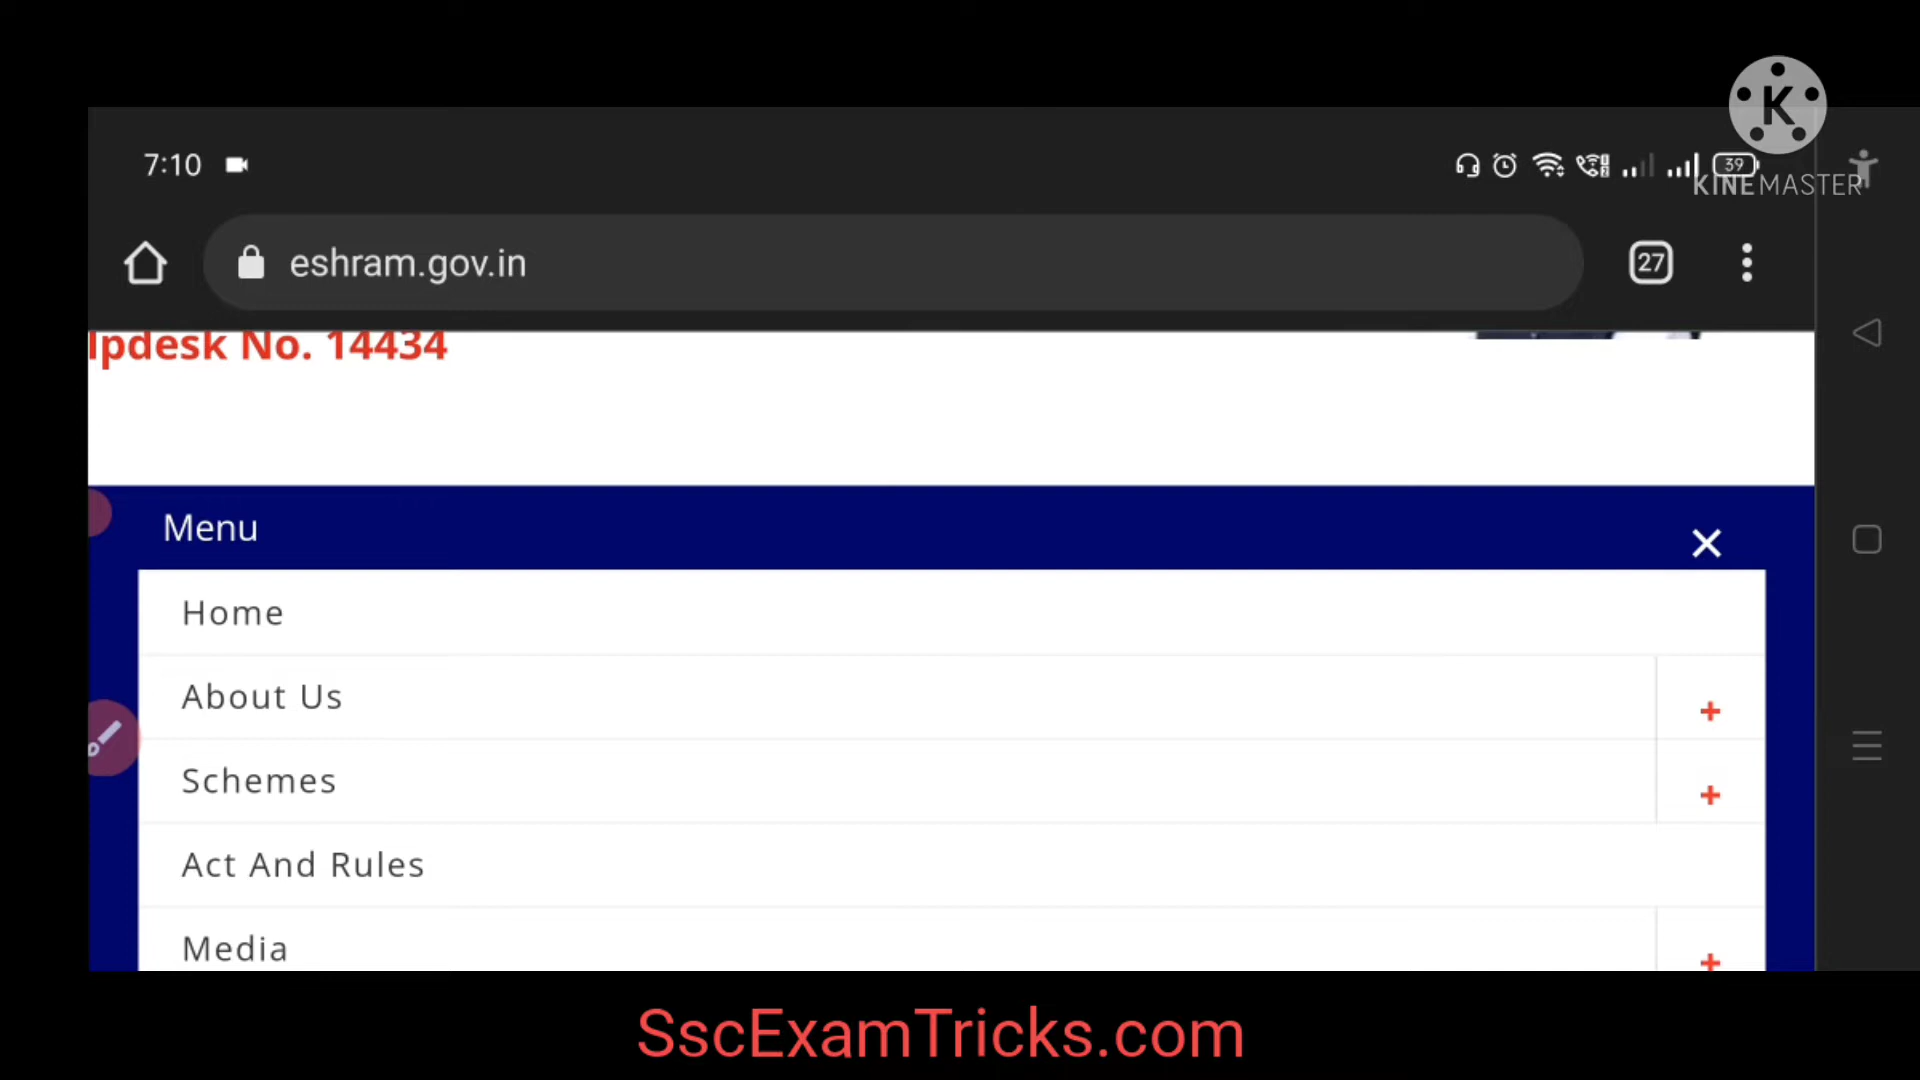 K
KINEMASTER
7:10
39
eshram.gov.in
27
lpdesk No. 14434
Menu
Home
About Us
+
Schemes
+
Act And Rules
Media
+
SscExamTricks.com